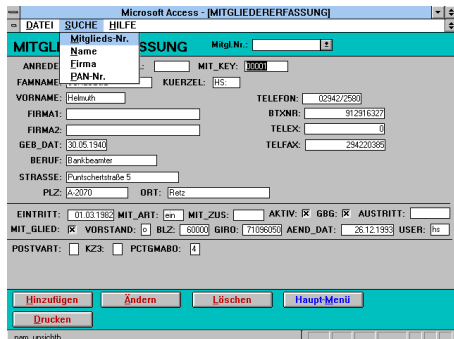 Microsoft Access - [MITGLIEDERERFASSUNG]
DATEI SUCHE HILFE
Mitglieds-Nr.
Name
Firma
PAN-Nr.
MITGLI SSUNG Mitgl.Nr.:
ANREDE : MIT_KEY: 00001
FAMNAME: KUERZEL: HS:
VORNAME: Helmuth TELEFON: 02942/2580
FIRMA1: BTXNR: 912916327
FIRMA2: TELEX: 0
GEB_DAT: 30.05.1940 TELFAX: 294220385
BERUF: Bankbeamter
STRASSE: Puntschertstraße 5
PLZ: A-2070 ORT: Retz
EINTRITT: 01.03.1982 MIT_ART: ein MIT_ZUS: AKTIV: GBG: AUSTRITT:
MIT_GLIED: VORSTAND: o BLZ: 60000 GIRO: 71096050 AEND_DAT: 26.12.1993 USER: hs
POSTVART: KZ3: PCTGMABO: 4
Hinzufügen Ändern Löschen Haupt-Menü
Drucken
nam_unsichtb